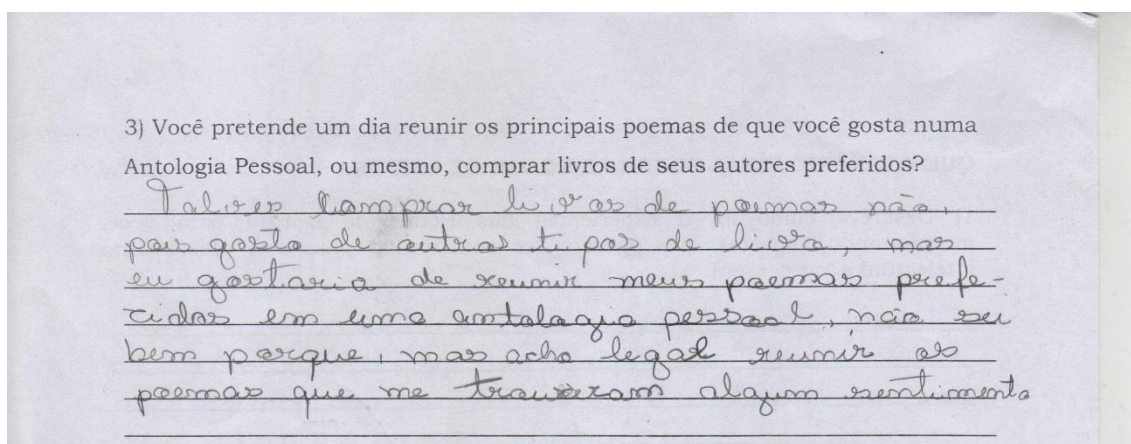 3) Você pretende um dia reunir os principais poemas de que você gosta numa
Antologia Pessoal, ou mesmo, comprar livros de seus autores preferidos?
Talvez comprar livros de poemas não,
pois gosto de outros tipos de livro, mas
eu gostaria de reunir meus poemas prefe-
ridos em uma antologia pessoal, não sei
bem porque, mas acho legal reunir os
poemas que me trouxeram algum sentimento